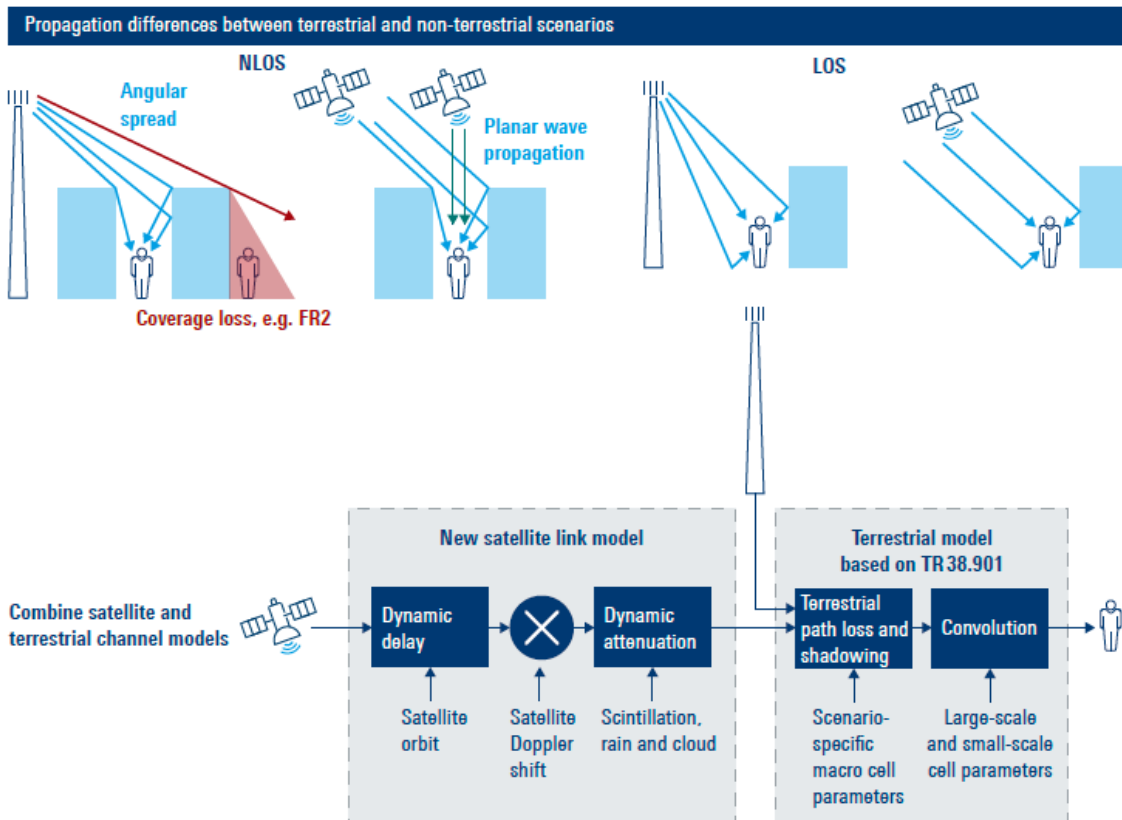 Propagation differences between terrestrial and non-terrestrial scenarios
NLOS
LOS
Angular
spread
Planar wave
propagation
Coverage loss, e.g. FR2
New satellite link model
Terrestrial model
based on TR 38.901
Combine satellite and
terrestrial channel models
Dynamic
delay
Dynamic
attenuation
Terrestrial
path loss and
shadowing
Convolution
Satellite
orbit
Satellite
Doppler
shift
Scintillation,
rain and cloud
Scenario-
specific
macro cell
parameters
Large-scale
and small-scale
cell parameters